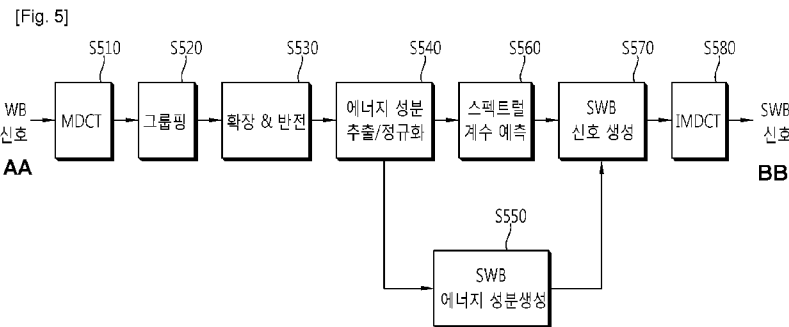 [Fig. 5]
S510
S520
S530
S540
S560
S570
S580
WB
신호
AA
MDCT
그룹핑
확장 & 반전
에너지 성분
추출/정규화
스펙트럴
계수 예측
SWB
신호 생성
IMDCT
SWB
신호
BB
S550
SWB
에너지 성분생성